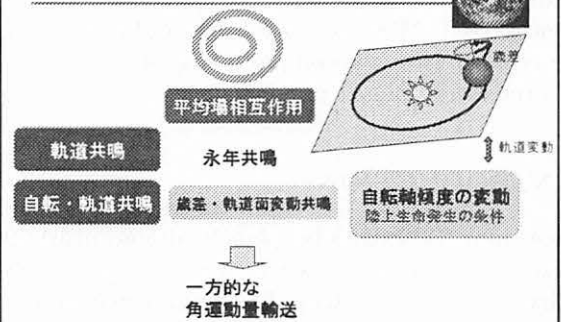 歳差
平均場相互作用
軌道変動
軌道共鳴
永年共鳴
自転・軌道共鳴
歳差・軌道面変動共鳴
自転軸傾度の変動
陸上生命発生の条件
一方的な
角運動量輸送